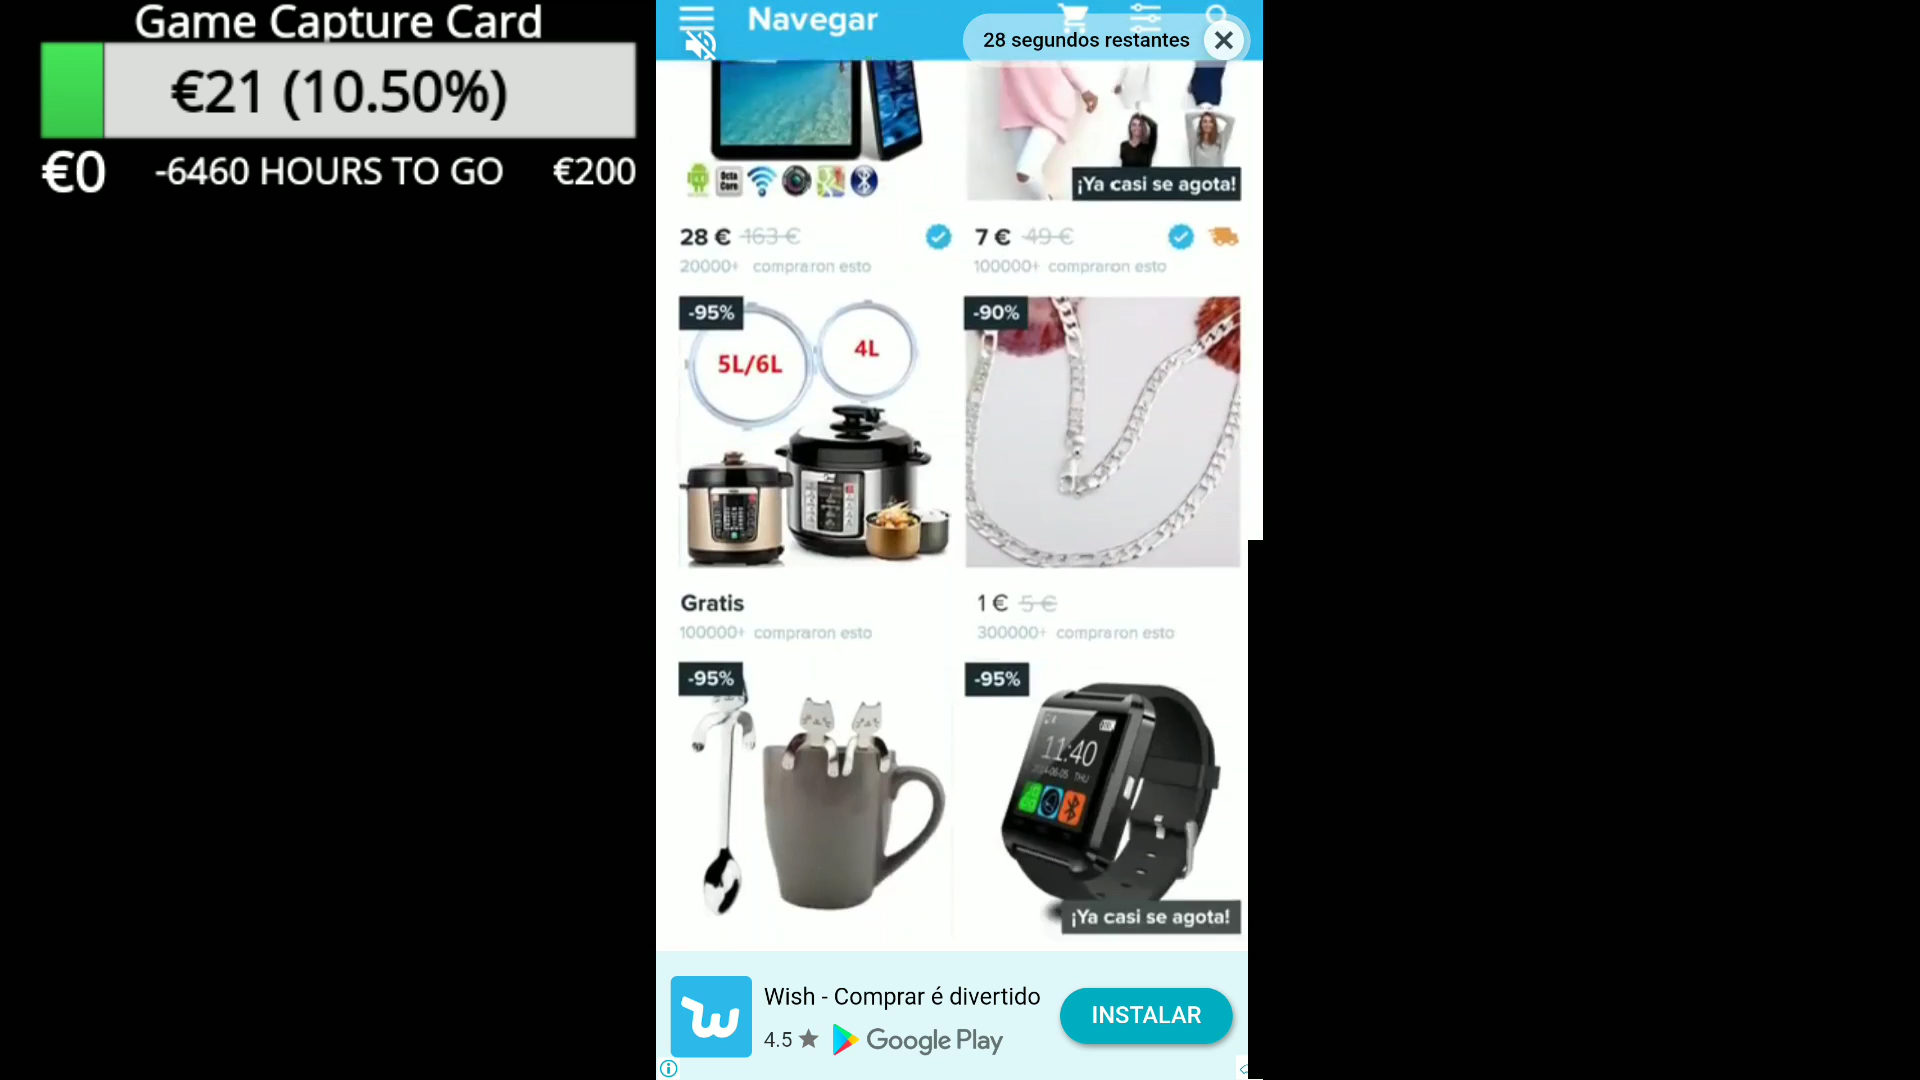 Game Capture Card
€21 (10.50%)
€0 -6460 HOURS TO GO €200
Navegar
28 segundos restantes
Octa Core
¡Ya casi se agota!
28 € 163 €
20000+ compraron esto
7 € 49 €
100000+ compraron esto
-95%
5L/6L
4L
-90%
Gratis
100000+ compraron esto
1 € 5 €
300000+ compraron esto
-95%
-95%
11:40
THU
¡Ya casi se agota!
Wish - Comprar é divertido
4.5 ★ Google Play
INSTALAR